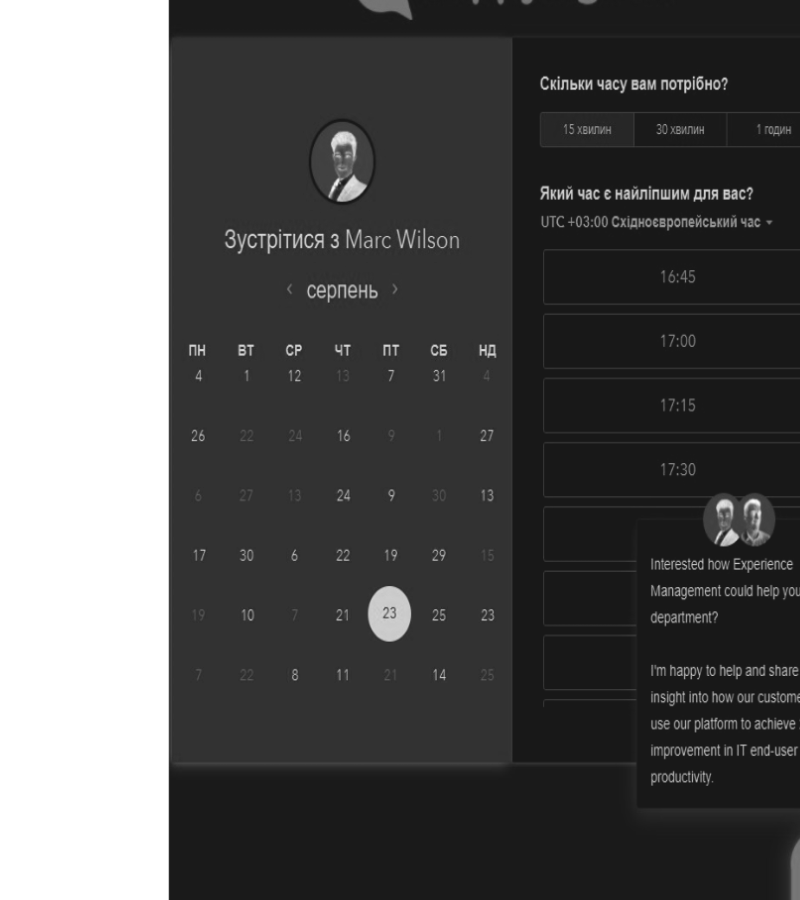 Зустрітися з Marc Wilson
‹ серпень ›
ПН ВТ СР ЧТ ПТ СБ НД
4 1 12 13 7 31 4
26 22 24 16 9 1 27
6 27 13 24 9 30 13
17 30 6 22 19 29 15
19 10 7 21 23 25 23
7 22 8 11 21 14 25
Скільки часу вам потрібно?
15 хвилин 30 хвилин 1 годин
Який час є найліпшим для вас?
UTC +03:00 Східноєвропейський час
16:45
17:00
17:15
17:30
Interested how Experience
Management could help you
department?
I'm happy to help and share
insight into how our custome
use our platform to achieve
improvement in IT end-user
productivity.